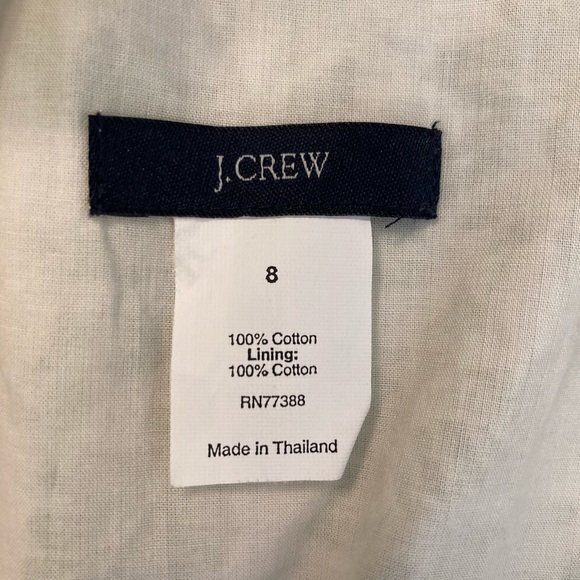 J.CREW
8
100% Cotton
Lining:
100% Cotton
RN77388
Made in Thailand